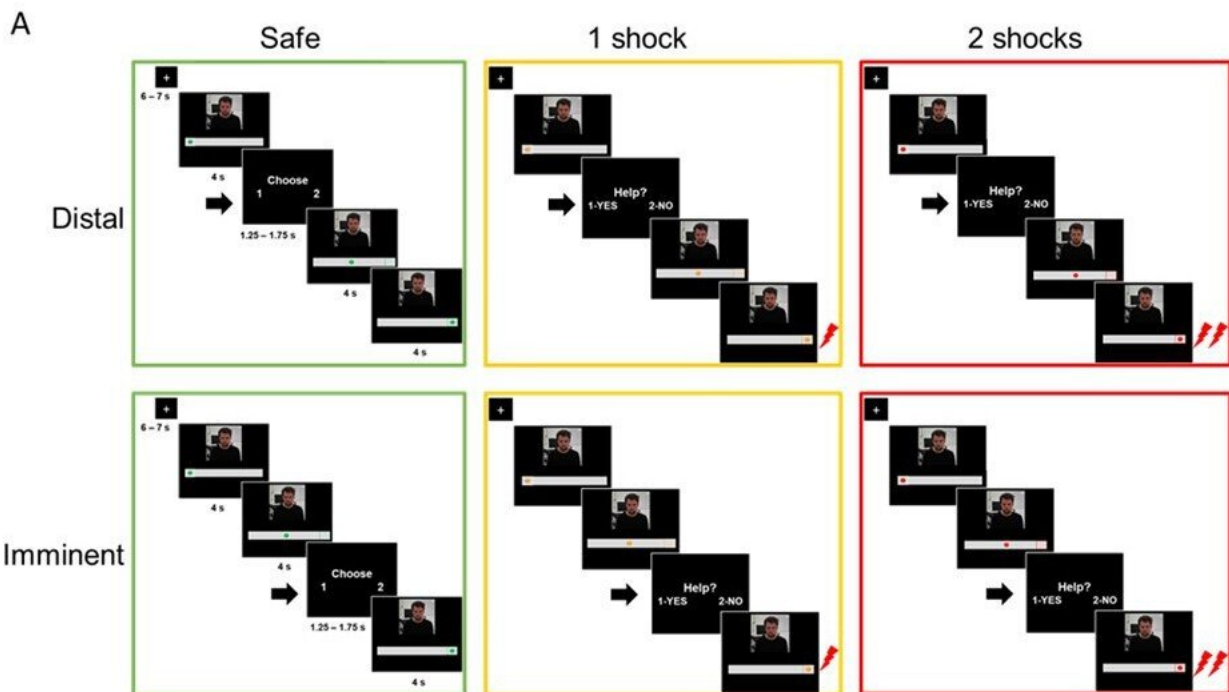 A
Safe
1 shock
2 shocks
Distal
+
6 – 7 s
4 s
Choose
1 2
1.25 – 1.75 s
4 s
4 s
+
Help?
1-YES 2-NO
+
Help?
1-YES 2-NO
Imminent
+
6 – 7 s
4 s
4 s
Choose
1 2
1.25 – 1.75 s
4 s
+
Help?
1-YES 2-NO
+
Help?
1-YES 2-NO